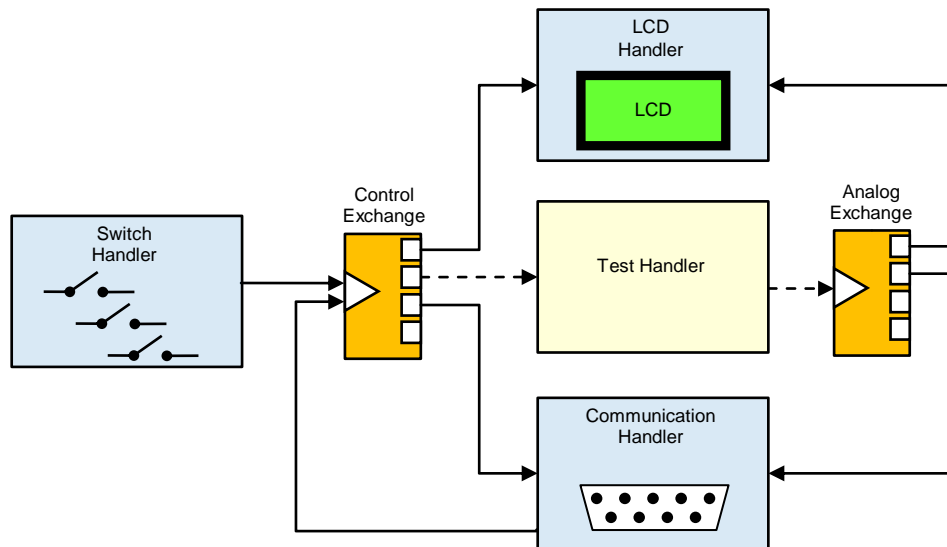 LCD
Handler
LCD
Control
Exchange
Analog
Exchange
Switch
Handler
Test Handler
Communication
Handler